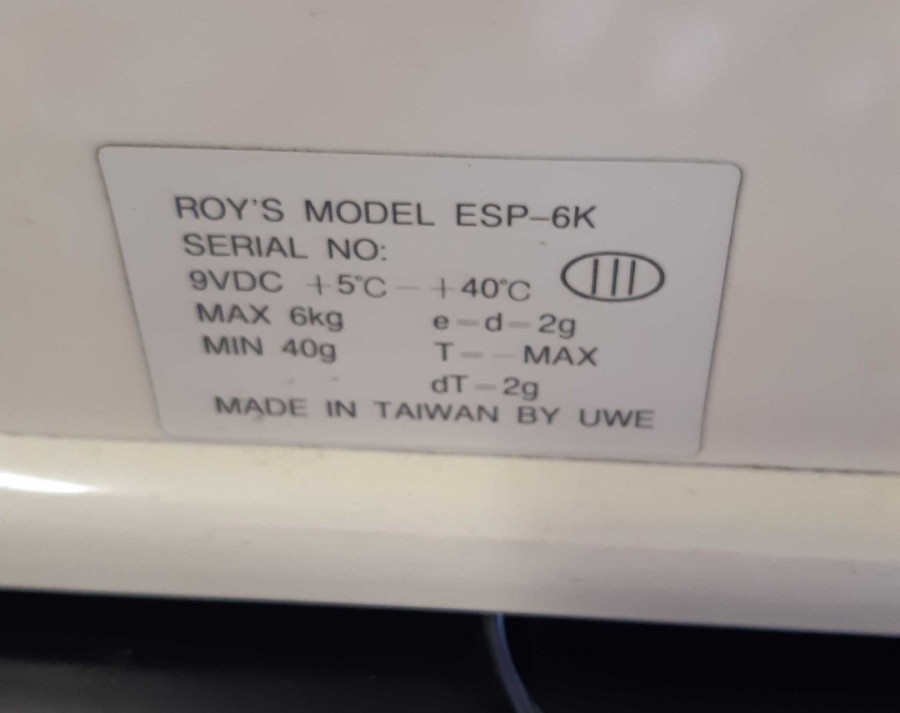 ROY'S MODEL ESP-6K
SERIAL NO:
9VDC +5°C - +40°C III
MAX 6kg e-d-2g
MIN 40g T-- MAX
dT-2g
MADE IN TAIWAN BY UWE